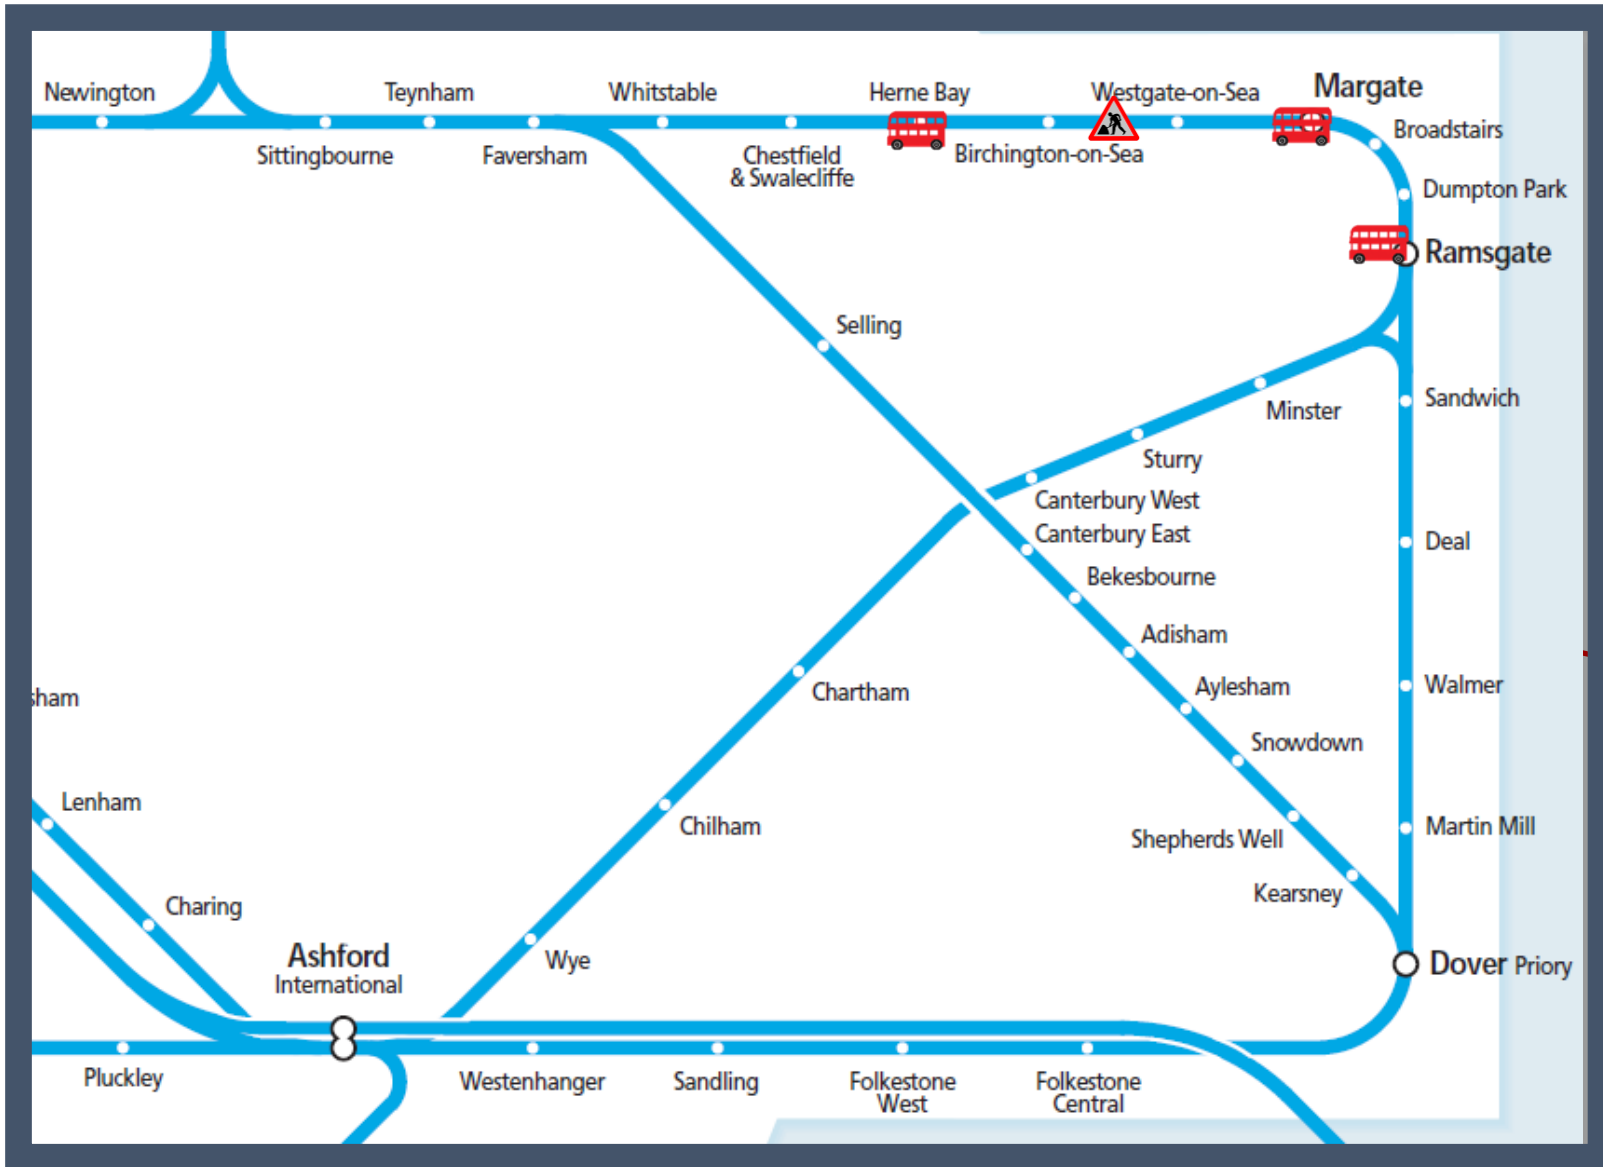 Newington
Teynham
Whitstable
Herne Bay
Westgate-on-Sea
Margate
Broadstairs
Sittingbourne
Faversham
Chestfield
& Swalecliffe
Birchington-on-Sea
Dumpton Park
Ramsgate
Selling
Minster
Sandwich
Sturry
Canterbury West
Canterbury East
Deal
Bekesbourne
Adisham
Aylesham
Walmer
sham
Chartham
Snowdown
Lenham
Chilham
Shepherds Well
Martin Mill
Kearsney
Charing
Ashford
International
Wye
Dover Priory
Pluckley
Westenhanger
Sandling
Folkestone
West
Folkestone
Central